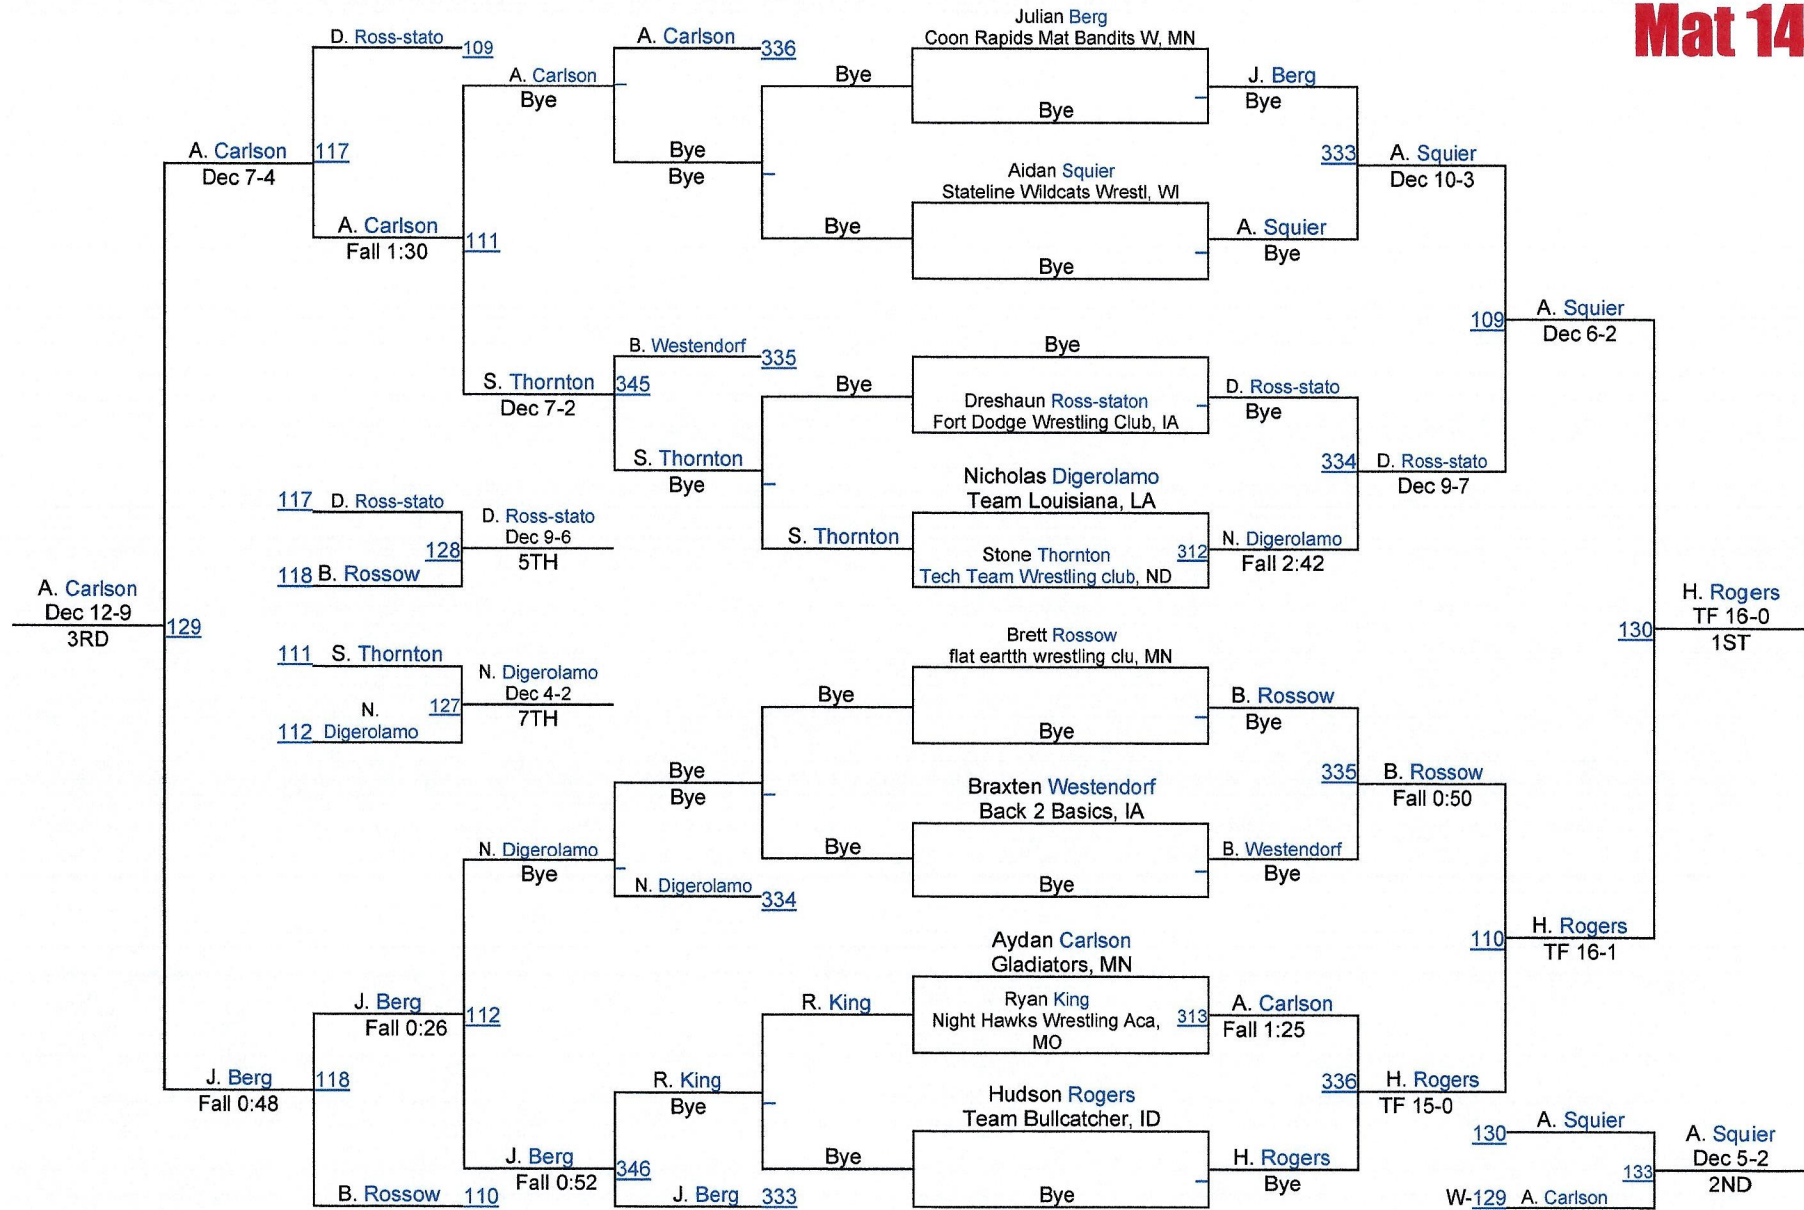 Mat 14
Julian Berg
Coon Rapids Mat Bandits W, MN
Bye
Aidan Squier
Stateline Wildcats Wrestl, WI
Bye
Bye
Dreshaun Ross-staton
Fort Dodge Wrestling Club, IA
Nicholas Digerolamo
Team Louisiana, LA
Stone Thornton
Tech Team Wrestling club, ND
312
Brett Rossow
flat eartth wrestling clu, MN
Bye
Braxten Westendorf
Back 2 Basics, IA
Bye
Aydan Carlson
Gladiators, MN
Ryan King
Night Hawks Wrestling Aca,
MO
313
Hudson Rogers
Team Bullcatcher, ID
Bye
J. Berg
Bye
333
A. Squier
Bye
D. Ross-stato
Bye
334
N. Digerolamo
Fall 2:42
B. Rossow
Bye
335
B. Westendorf
Bye
A. Carlson
Fall 1:25
336
H. Rogers
Bye
A. Squier
Dec 10-3
109
D. Ross-stato
Dec 9-7
B. Rossow
Fall 0:50
110
H. Rogers
TF 15-0
A. Squier
Dec 6-2
130
H. Rogers
TF 16-1
H. Rogers
TF 16-0
1ST
130
A. Squier
133
W-129 A. Carlson
A. Squier
Dec 5-2
2ND
Bye
Bye
Bye
S. Thornton
Bye
Bye
R. King
Bye
A. Carlson
336
Bye
Bye
B. Westendorf
335
S. Thornton
Bye
Bye
Bye
N. Digerolamo
334
R. King
Bye
J. Berg
333
A. Carlson
Bye
S. Thornton
345
Dec 7-2
N. Digerolamo
Bye
J. Berg
346
Fall 0:52
D. Ross-stato
109
A. Carlson
111
Fall 1:30
J. Berg
112
Fall 0:26
B. Rossow
110
A. Carlson
117
Dec 7-4
J. Berg
118
Fall 0:48
117 D. Ross-stato
128
118 B. Rossow
D. Ross-stato
Dec 9-6
5TH
111 S. Thornton
N.
127
112 Digerolamo
N. Digerolamo
Dec 4-2
7TH
A. Carlson
Dec 12-9
129
3RD